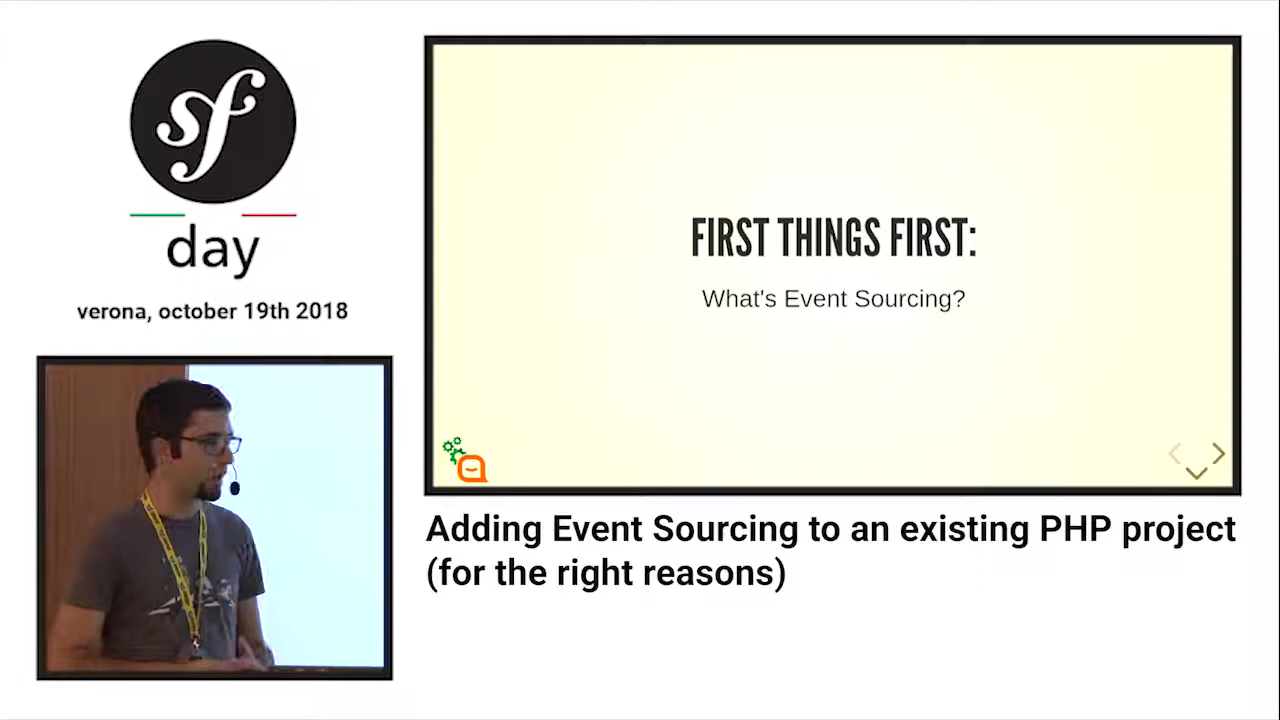 sf
day
verona, october 19th 2018
FIRST THINGS FIRST:
What's Event Sourcing?
Adding Event Sourcing to an existing PHP project
(for the right reasons)